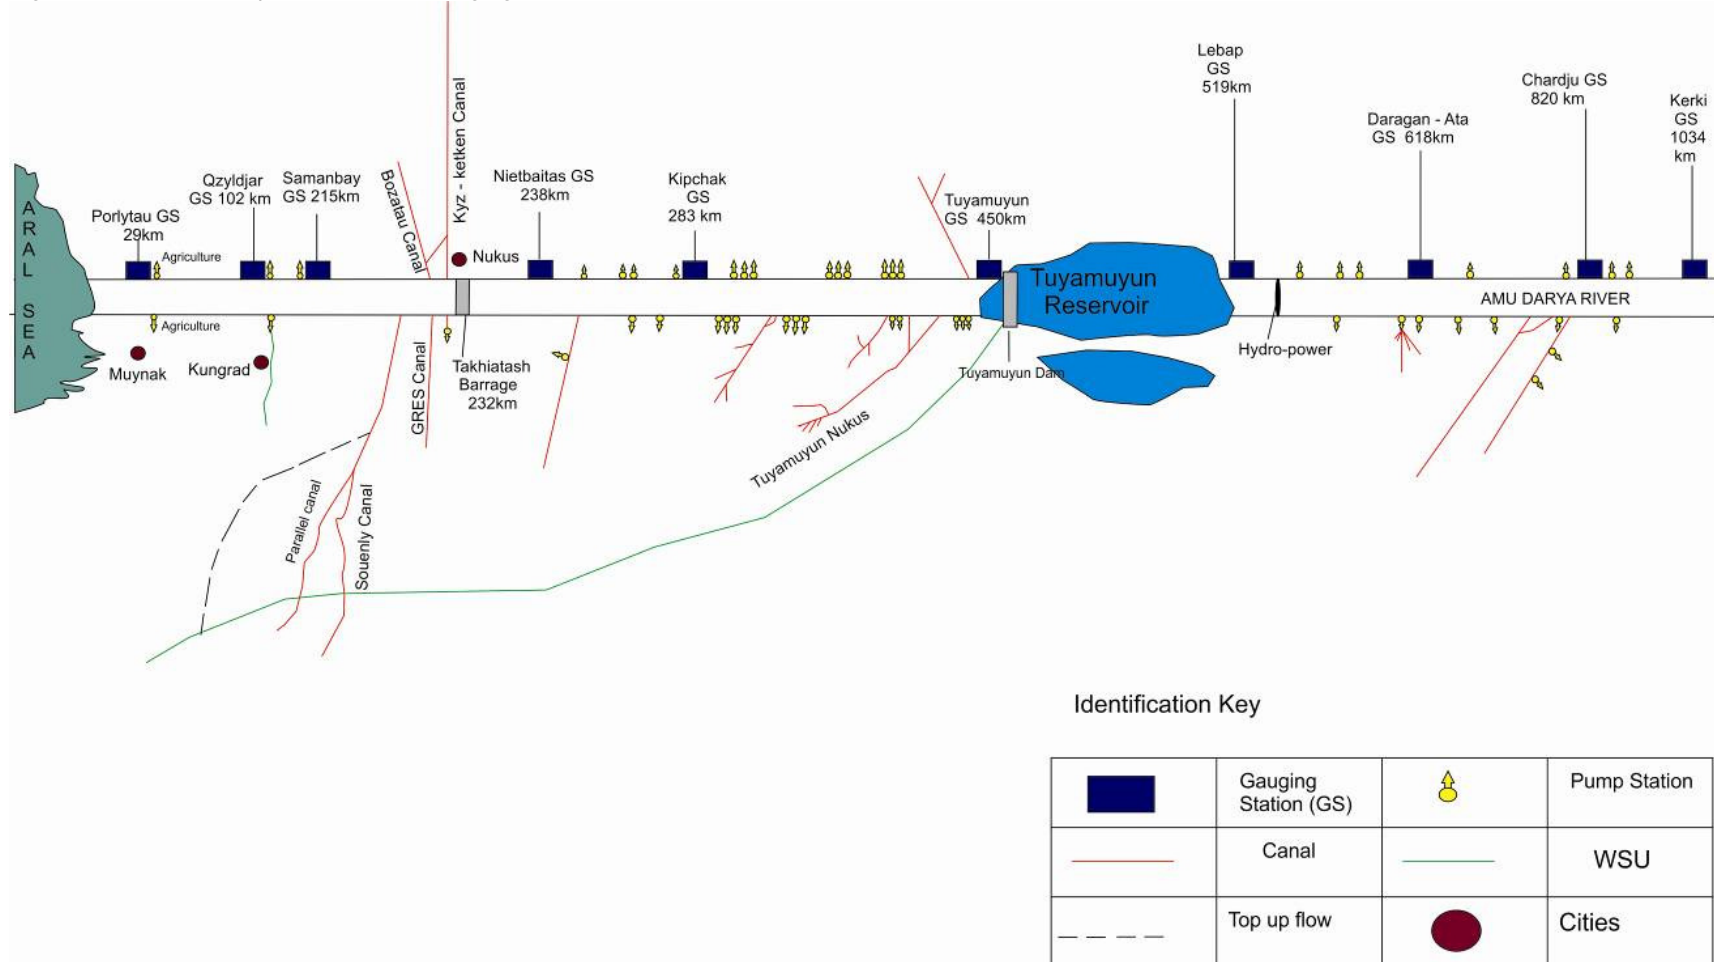 Lebap
GS
519km
Chardju GS
820 km
Kerki
GS
1034
km
Daragan - Ata
GS 618km
Kyz - ketken Canal
Bozatau Canal
Nietbaitas GS
238km
Kipchak
GS
283 km
Qzyldjar
GS 102 km
Samanbay
GS 215km
Porlytau GS
29km
Tuyamuyun
GS 450km
Agriculture
Nukus
ARAL SEA
Tuyamuyun
Reservoir
AMU DARYA RIVER
Agriculture
Muynak
Kungrad
GRES Canal
Takhiatash
Barrage
232km
Tuyamuyun Dam
Hydro-power
Tuyamuyun Nukus
Parallel canal
Souenly Canal
Identification Key
Gauging
Station (GS)
Pump Station
Canal
WSU
Top up flow
Cities